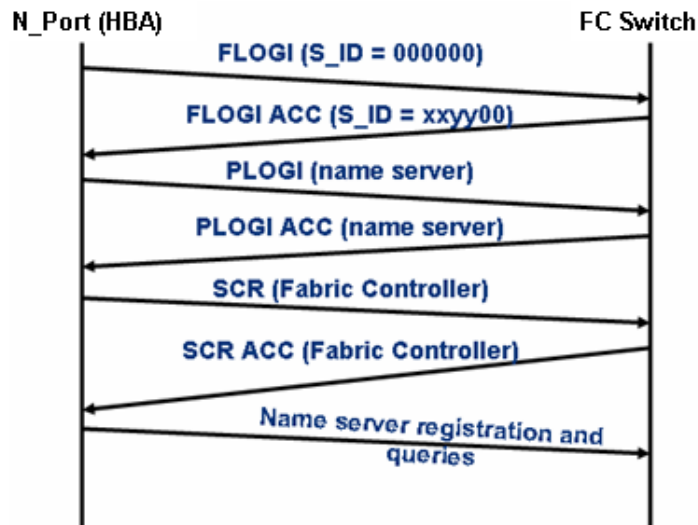 N_Port (HBA)
FC Switch
FLOGI (S_ID = 000000)
FLOGI ACC (S_ID = xxyy00)
PLOGI (name server)
PLOGI ACC (name server)
SCR (Fabric Controller)
SCR ACC (Fabric Controller)
Name server registration and
queries